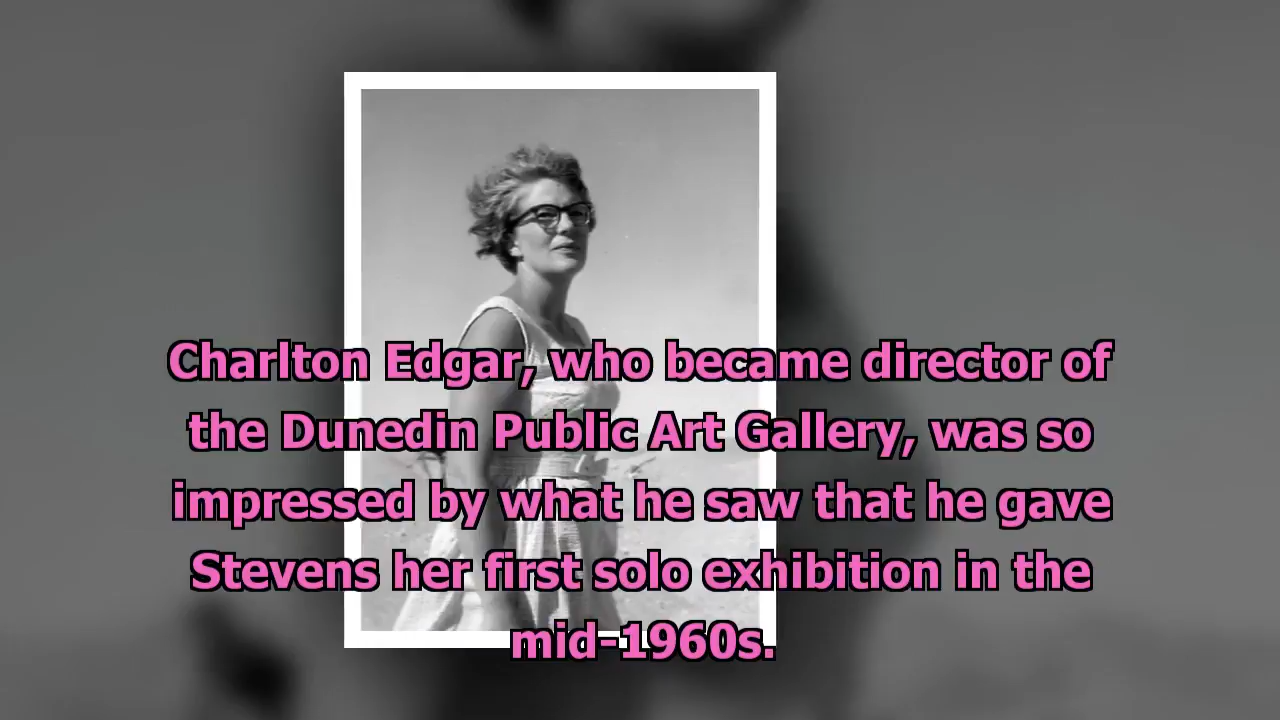 Charlton Edgar, who became director of
the Dunedin Public Art Gallery, was so
impressed by what he saw that he gave
Stevens her first solo exhibition in the
mid-1960s.